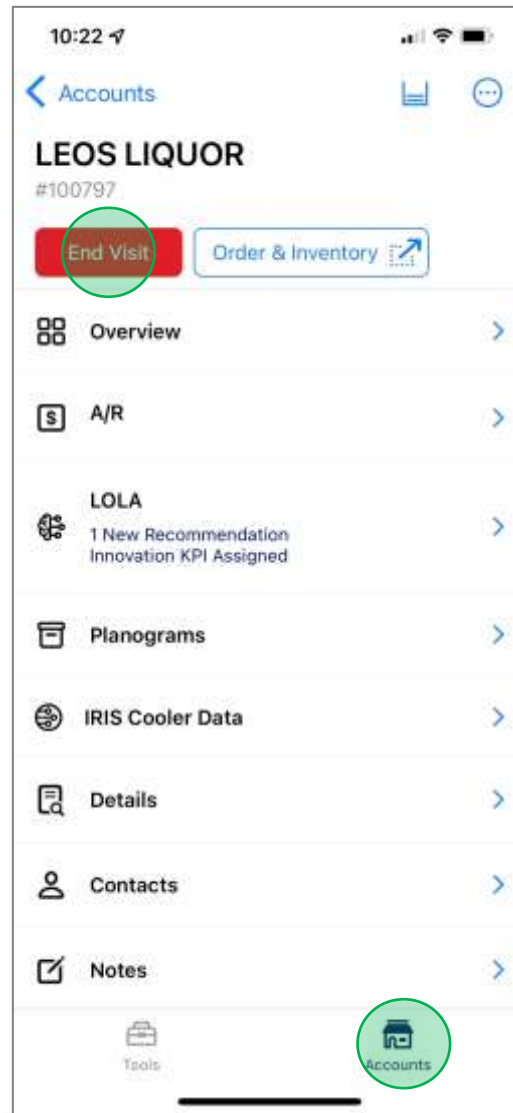 10:22
Accounts
LEOS LIQUOR
#100797
End Visit
Order & Inventory
Overview
$ A/R
LOLA
1 New Recommendation
Innovation KPI Assigned
Planograms
IRIS Cooler Data
Details
Contacts
Notes
Tools
Accounts